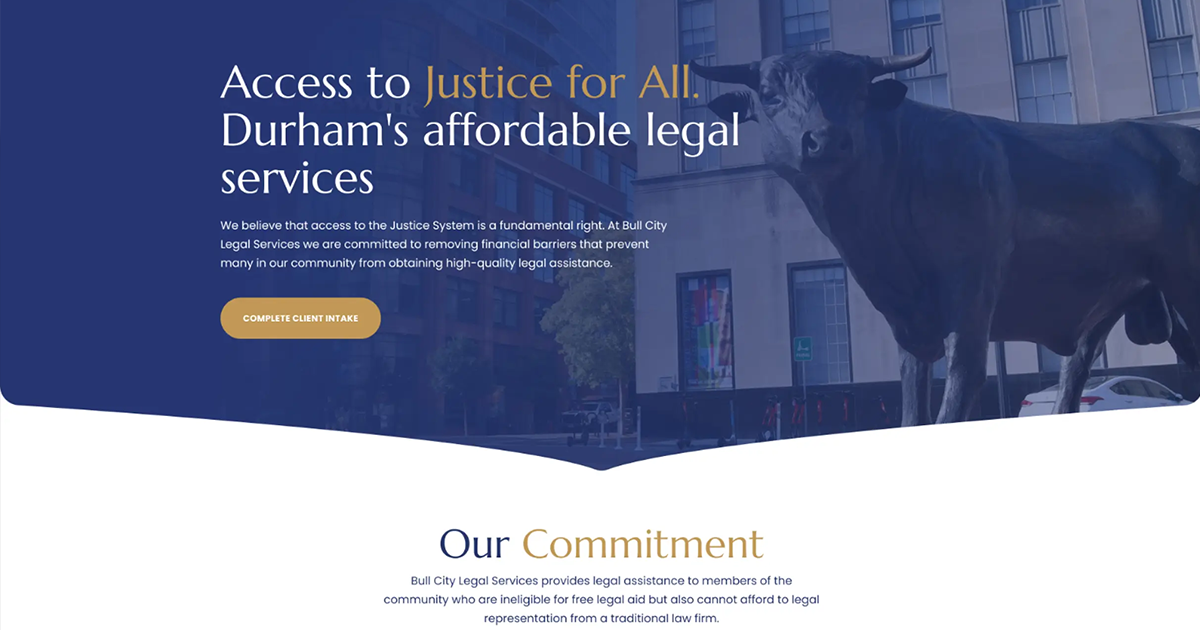 Access to Justice for All.
Durham's affordable legal
services
We believe that access to the Justice System is a fundamental right. At Bull City
Legal Services we are committed to removing financial barriers that prevent
many in our community from obtaining high-quality legal assistance.
COMPLETE CLIENT INTAKE
Our Commitment
Bull City Legal Services provides legal assistance to members of the
community who are ineligible for free legal aid but also cannot afford to legal
representation from a traditional law firm.